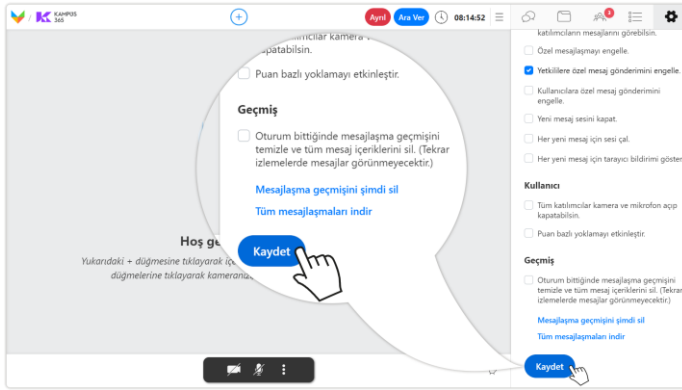 KAMPÜS
365
Ayrıl
Ara Ver
08:14:52
3
katılımcıların mesajlarını görebilsin.
Özel mesajlaşmayı engelle.
Yetkililere özel mesaj gönderimini engelle.
Kullanıcılara özel mesaj gönderimini
engelle.
Yeni mesaj sesini kapat.
Her yeni mesaj için sesi çal.
Her yeni mesaj için tarayıcı bildirimi göster
Kullanıcı
Tüm katılımcılar kamera ve mikrofon açıp
kapatabilsin.
Puan bazlı yoklamayı etkinleştir.
Geçmiş
Oturum bittiğinde mesajlaşma geçmişini
temizle ve tüm mesaj içeriklerini sil. (Tekrar
izlemelerde mesajlar görünmeyecektir.)
Mesajlaşma geçmişini şimdi sil
Tüm mesajlaşmaları indir
Kaydet
kamera
kapatabilsin.
Puan bazlı yoklamayı etkinleştir.
Geçmiş
Oturum bittiğinde mesajlaşma geçmişini
temizle ve tüm mesaj içeriklerini sil. (Tekrar
izlemelerde mesajlar görünmeyecektir.)
Mesajlaşma geçmişini şimdi sil
Tüm mesajlaşmaları indir
Kaydet
Hoş ge
Yukarıdaki + düğmesine tıklayarak iç
düğmelerine tıklayarak kameranız